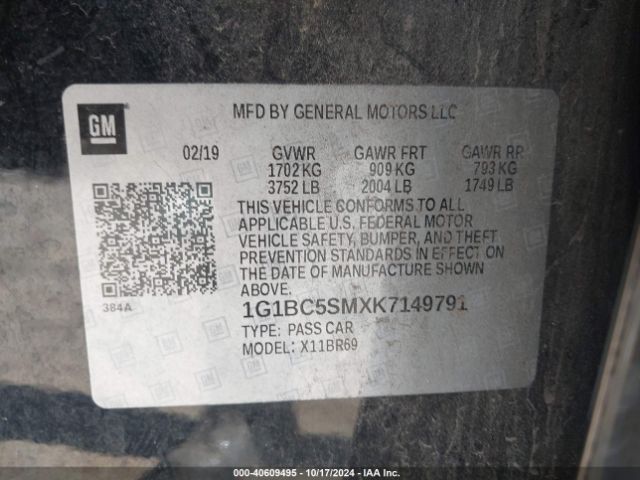 GM
MFD BY GENERAL MOTORS LLC
02/19 GVWR GAWR FRT GAWR RR
1702 KG 909 KG 793 KG
3752 LB 2004 LB 1749 LB
THIS VEHICLE CONFORMS TO ALL
APPLICABLE U.S. FEDERAL MOTOR
VEHICLE SAFETY, BUMPER, AND THEFT
PREVENTION STANDARDS IN EFFECT ON
THE DATE OF MANUFACTURE SHOWN
ABOVE.
384A
1G1BC5SMXK7149791
TYPE: PASS CAR
MODEL: X11BR69
000-40609495 - 10/17/2024 - IAA Inc.